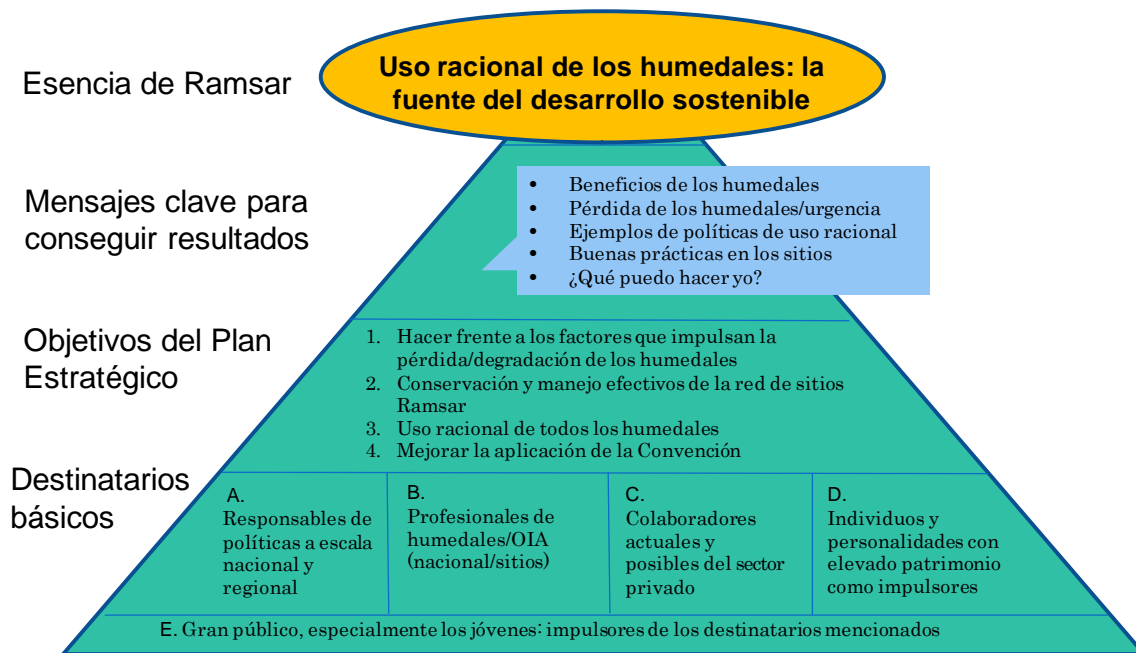 Esencia de Ramsar
Uso racional de los humedales: la
fuente del desarrollo sostenible
Mensajes clave para
conseguir resultados
• Beneficios de los humedales
• Pérdida de los humedales/urgencia
• Ejemplos de políticas de uso racional
• Buenas prácticas en los sitios
• ¿Qué puedo hacer yo?
Objetivos del Plan
Estratégico
1. Hacer frente a los factores que impulsan la
pérdida/degradación de los humedales
2. Conservación y manejo efectivos de la red de sitios
Ramsar
3. Uso racional de todos los humedales
4. Mejorar la aplicación de la Convención
Destinatarios
básicos
A.
Responsables de
políticas a escala
nacional y
regional
B.
Profesionales de
humedales/OIA
(nacional/sitios)
C.
Colaboradores
actuales y
posibles del sector
privado
D.
Individuos y
personalidades con
elevado patrimonio
como impulsores
E. Gran público, especialmente los jóvenes: impulsores de los destinatarios mencionados